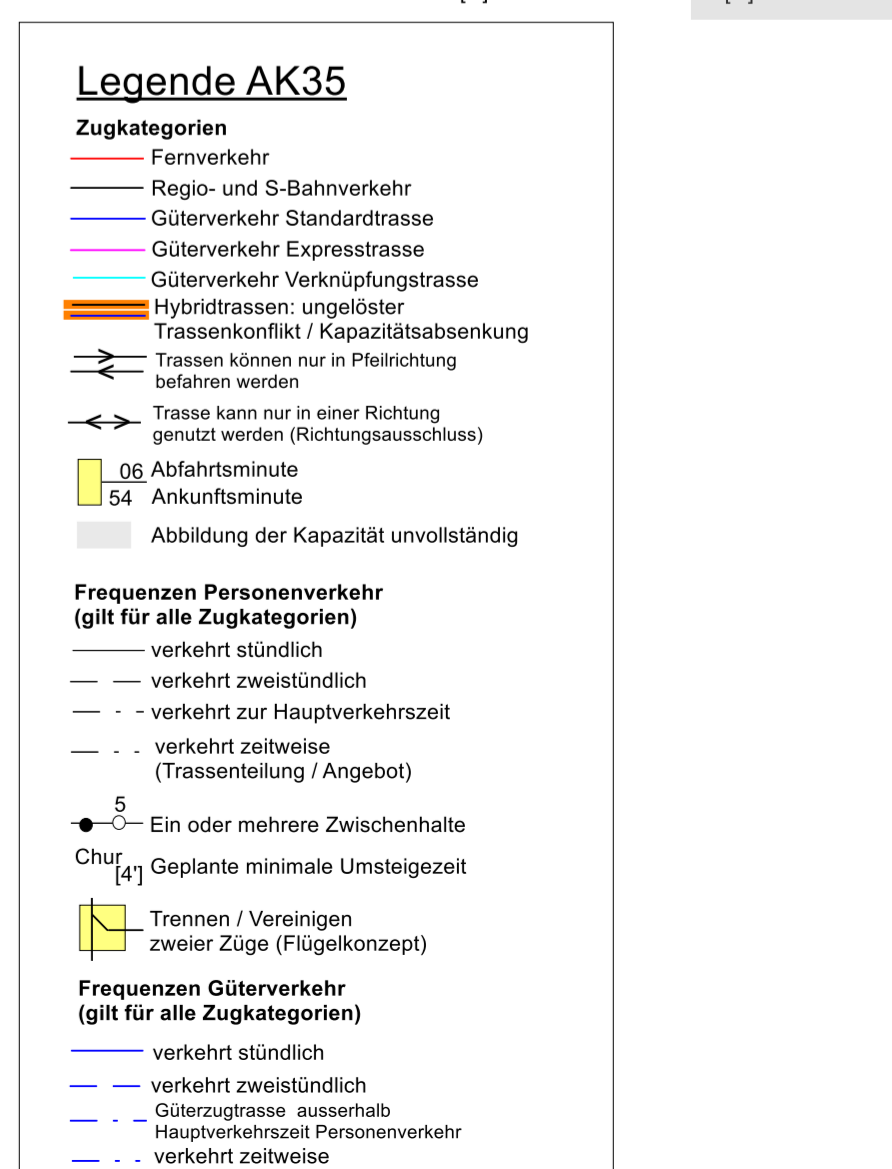 Legende AK35
Zugkategorien
Fernverkehr
Regio- und S-Bahnverkehr
Güterverkehr Standardtrasse
Güterverkehr Expresstrasse
Güterverkehr Verknüpfungstrasse
Hybridtrassen: ungelöster
Trassenkonflikt / Kapazitätsabsenkung
Trassen können nur in Pfeilrichtung
befahren werden
Trasse kann nur in einer Richtung
genutzt werden (Richtungsausschluss)
06 Abfahrtsminute
54 Ankunftsminute
Abbildung der Kapazität unvollständig
Frequenzen Personenverkehr
(gilt für alle Zugkategorien)
verkehrt stündlich
verkehrt zweistündlich
verkehrt zur Hauptverkehrszeit
verkehrt zeitweise
(Trassenteilung / Angebot)
5
Ein oder mehrere Zwischenhalte
Chur [4'] Geplante minimale Umsteigezeit
Trennen / Vereinigen
zweier Züge (Flügelkonzept)
Frequenzen Güterverkehr
(gilt für alle Zugkategorien)
verkehrt stündlich
verkehrt zweistündlich
Güterzugtrasse ausserhalb
Hauptverkehrszeit Personenverkehr
verkehrt zeitweise